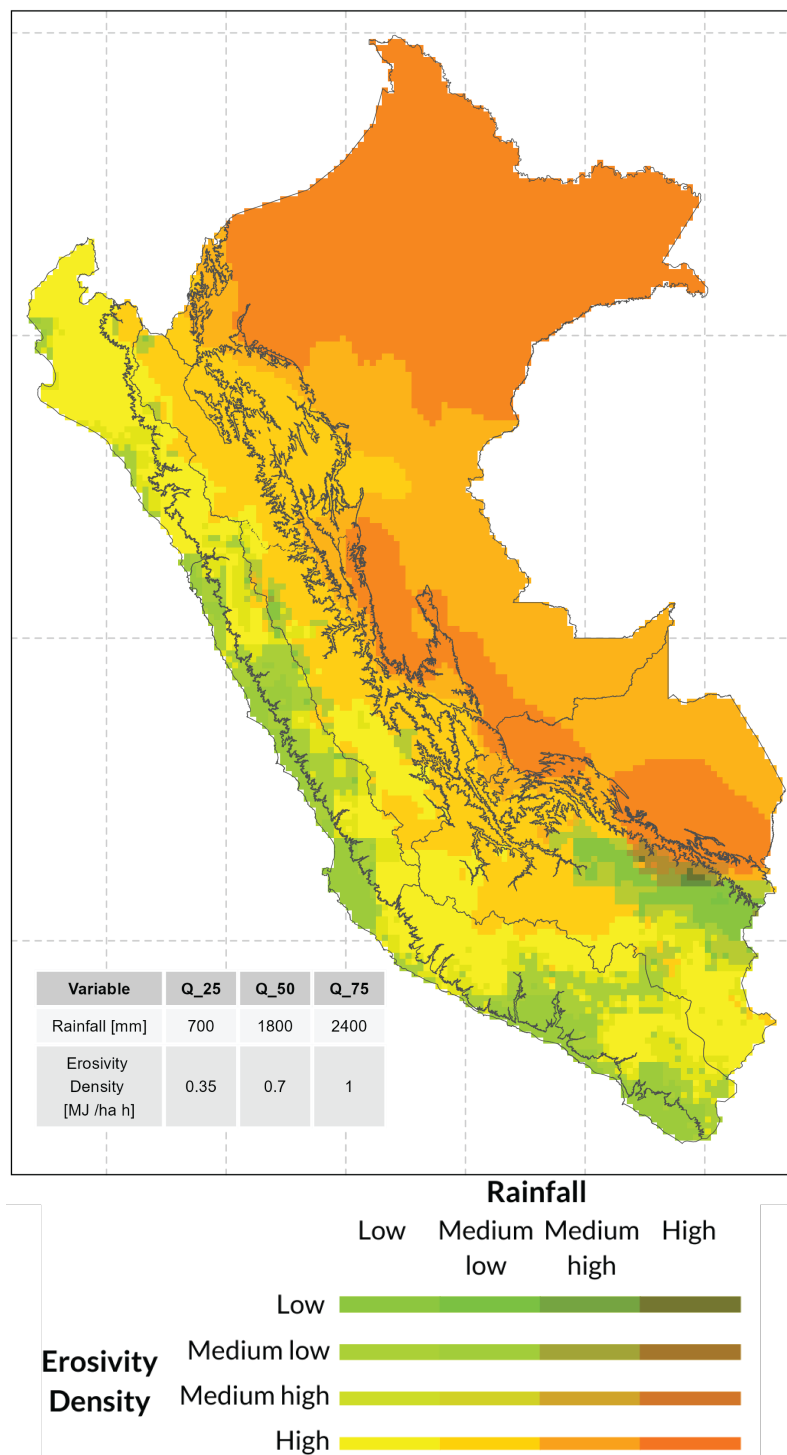 Variable Q_25 Q_50 Q_75
Rainfall [mm] 700 1800 2400
Erosivity
Density
[MJ /ha h]
0.35 0.7 1
Rainfall
Low Medium low Medium high High
Low
Medium low
Medium high
High
Erosivity
Density